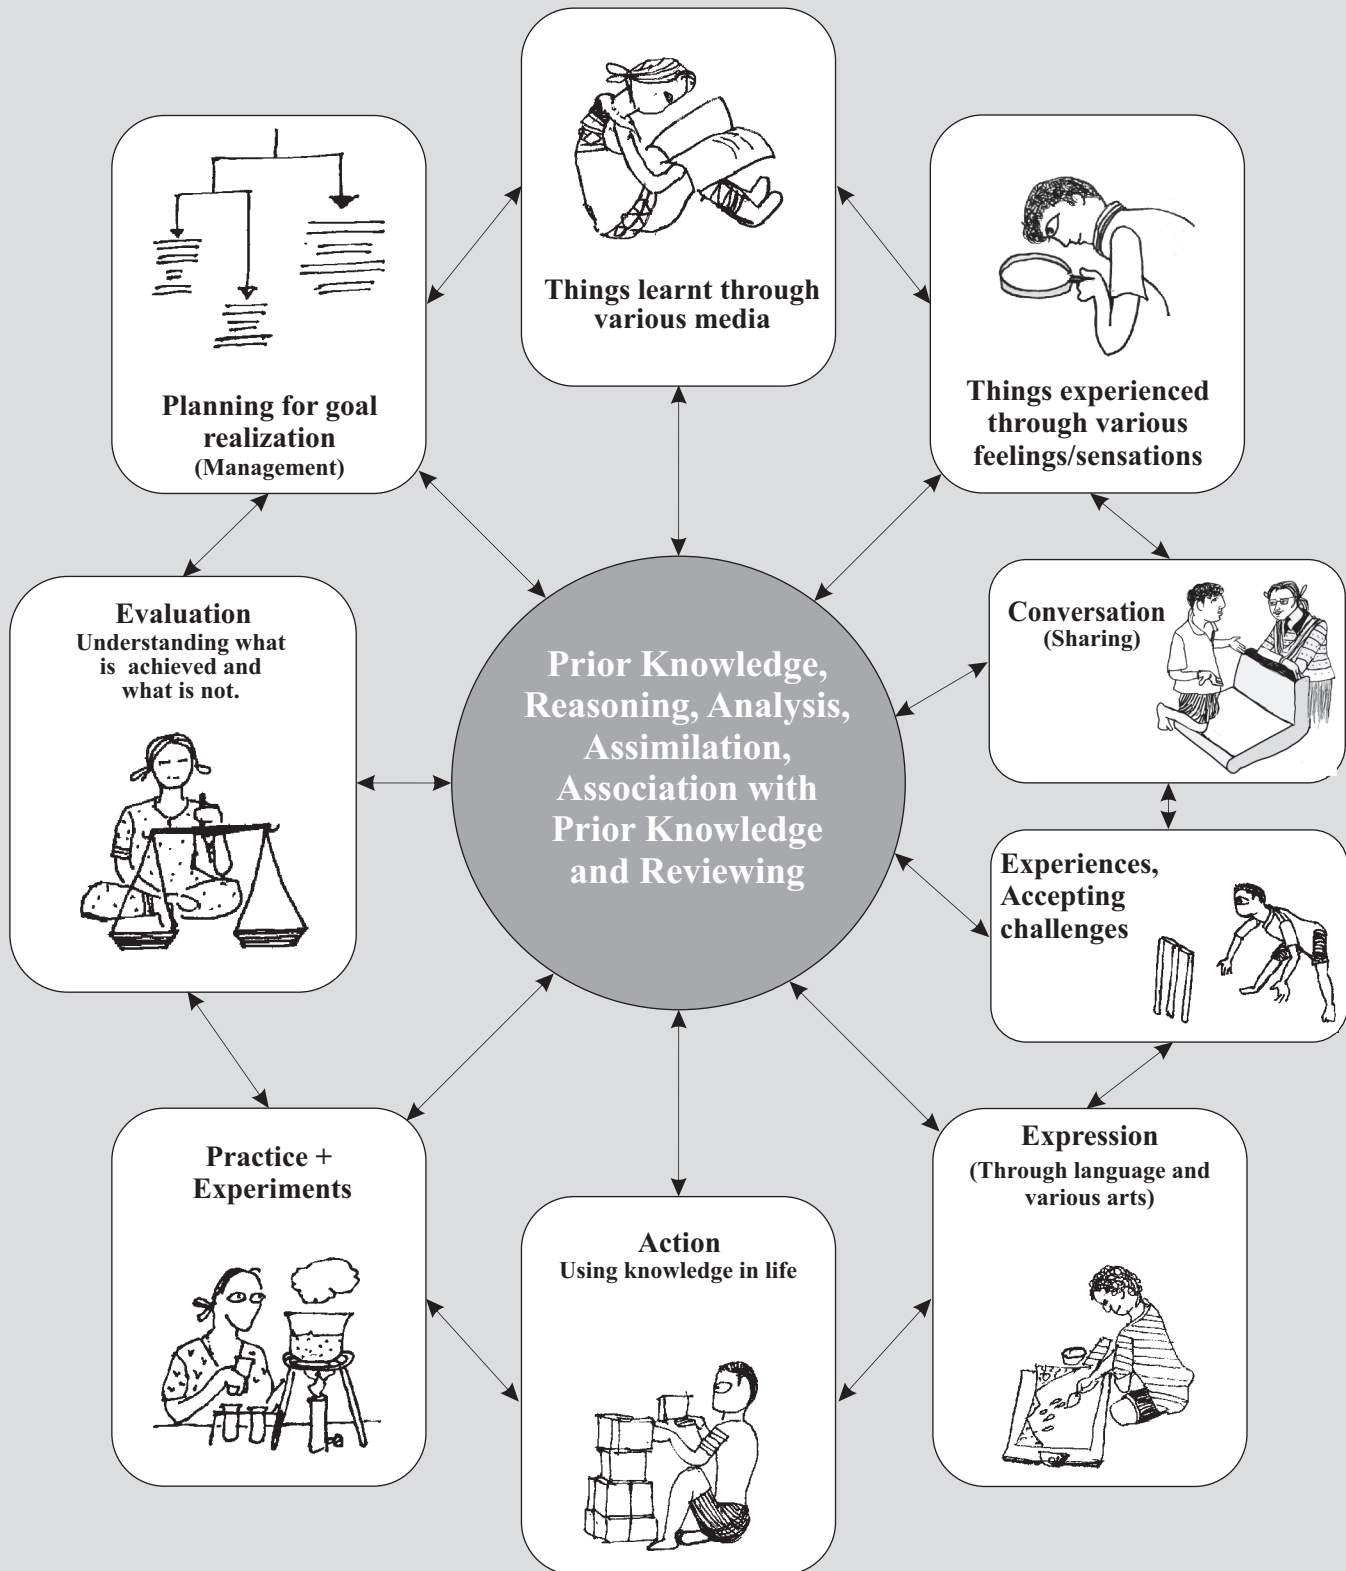 Things learnt through
various media
Planning for goal
realization
(Management)
Things experienced
through various
feelings/sensations
Evaluation
Understanding what
is achieved and
what is not.
Conversation
(Sharing)
Prior Knowledge,
Reasoning, Analysis,
Assimilation,
Association with
Prior Knowledge
and Reviewing
Experiences,
Accepting
challenges
Practice +
Experiments
Action
Using knowledge in life
Expression
(Through language and
various arts)